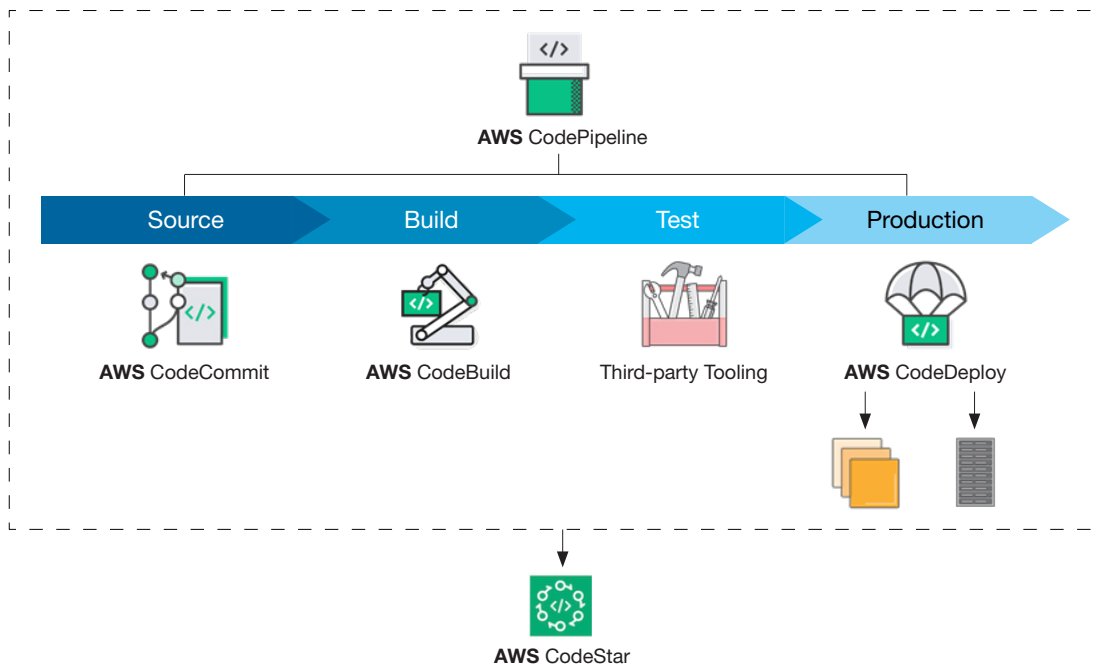 </>
AWS CodePipeline
Source
Build
Test
Production
</>
</>
</>
AWS CodeCommit
AWS CodeBuild
Third-party Tooling
AWS CodeDeploy
</>
AWS CodeStar